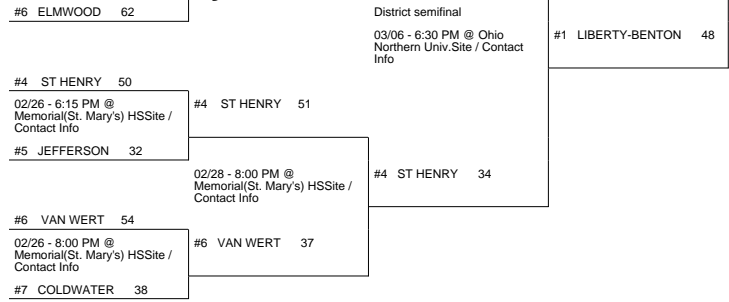 #6 ELMWOOD 62
District semifinal
03/06 - 6:30 PM @ Ohio
Northern Univ.Site / Contact
Info
#1 LIBERTY-BENTON 48
#4 ST HENRY 50
02/26 - 6:15 PM @
Memorial(St. Mary's) HSSite /
Contact Info
#4 ST HENRY 51
#5 JEFFERSON 32
02/28 - 8:00 PM @
Memorial(St. Mary's) HSSite /
Contact Info
#4 ST HENRY 34
#6 VAN WERT 54
02/26 - 8:00 PM @
Memorial(St. Mary's) HSSite /
Contact Info
#6 VAN WERT 37
#7 COLDWATER 38